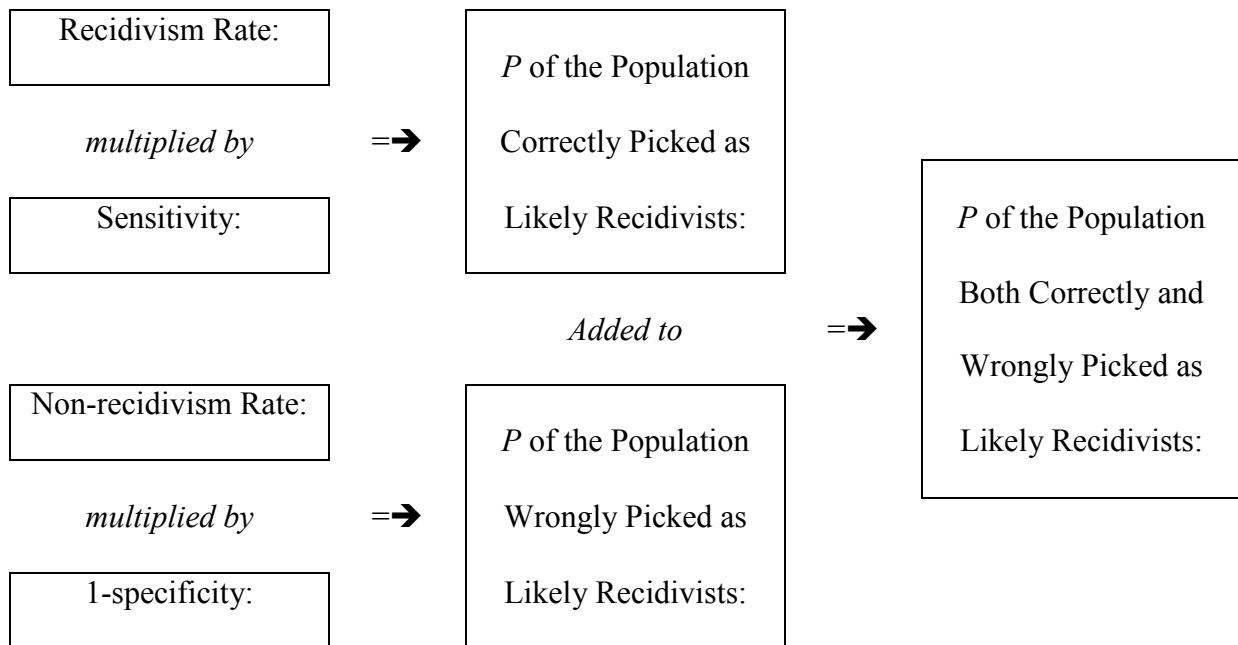 Recidivism Rate:
multiplied by
Sensitivity:
=➔
P of the Population
Correctly Picked as
Likely Recidivists:
Added to
Non-recidivism Rate:
multiplied by
1-specificity:
=➔
P of the Population
Wrongly Picked as
Likely Recidivists:
=➔
P of the Population
Both Correctly and
Wrongly Picked as
Likely Recidivists: